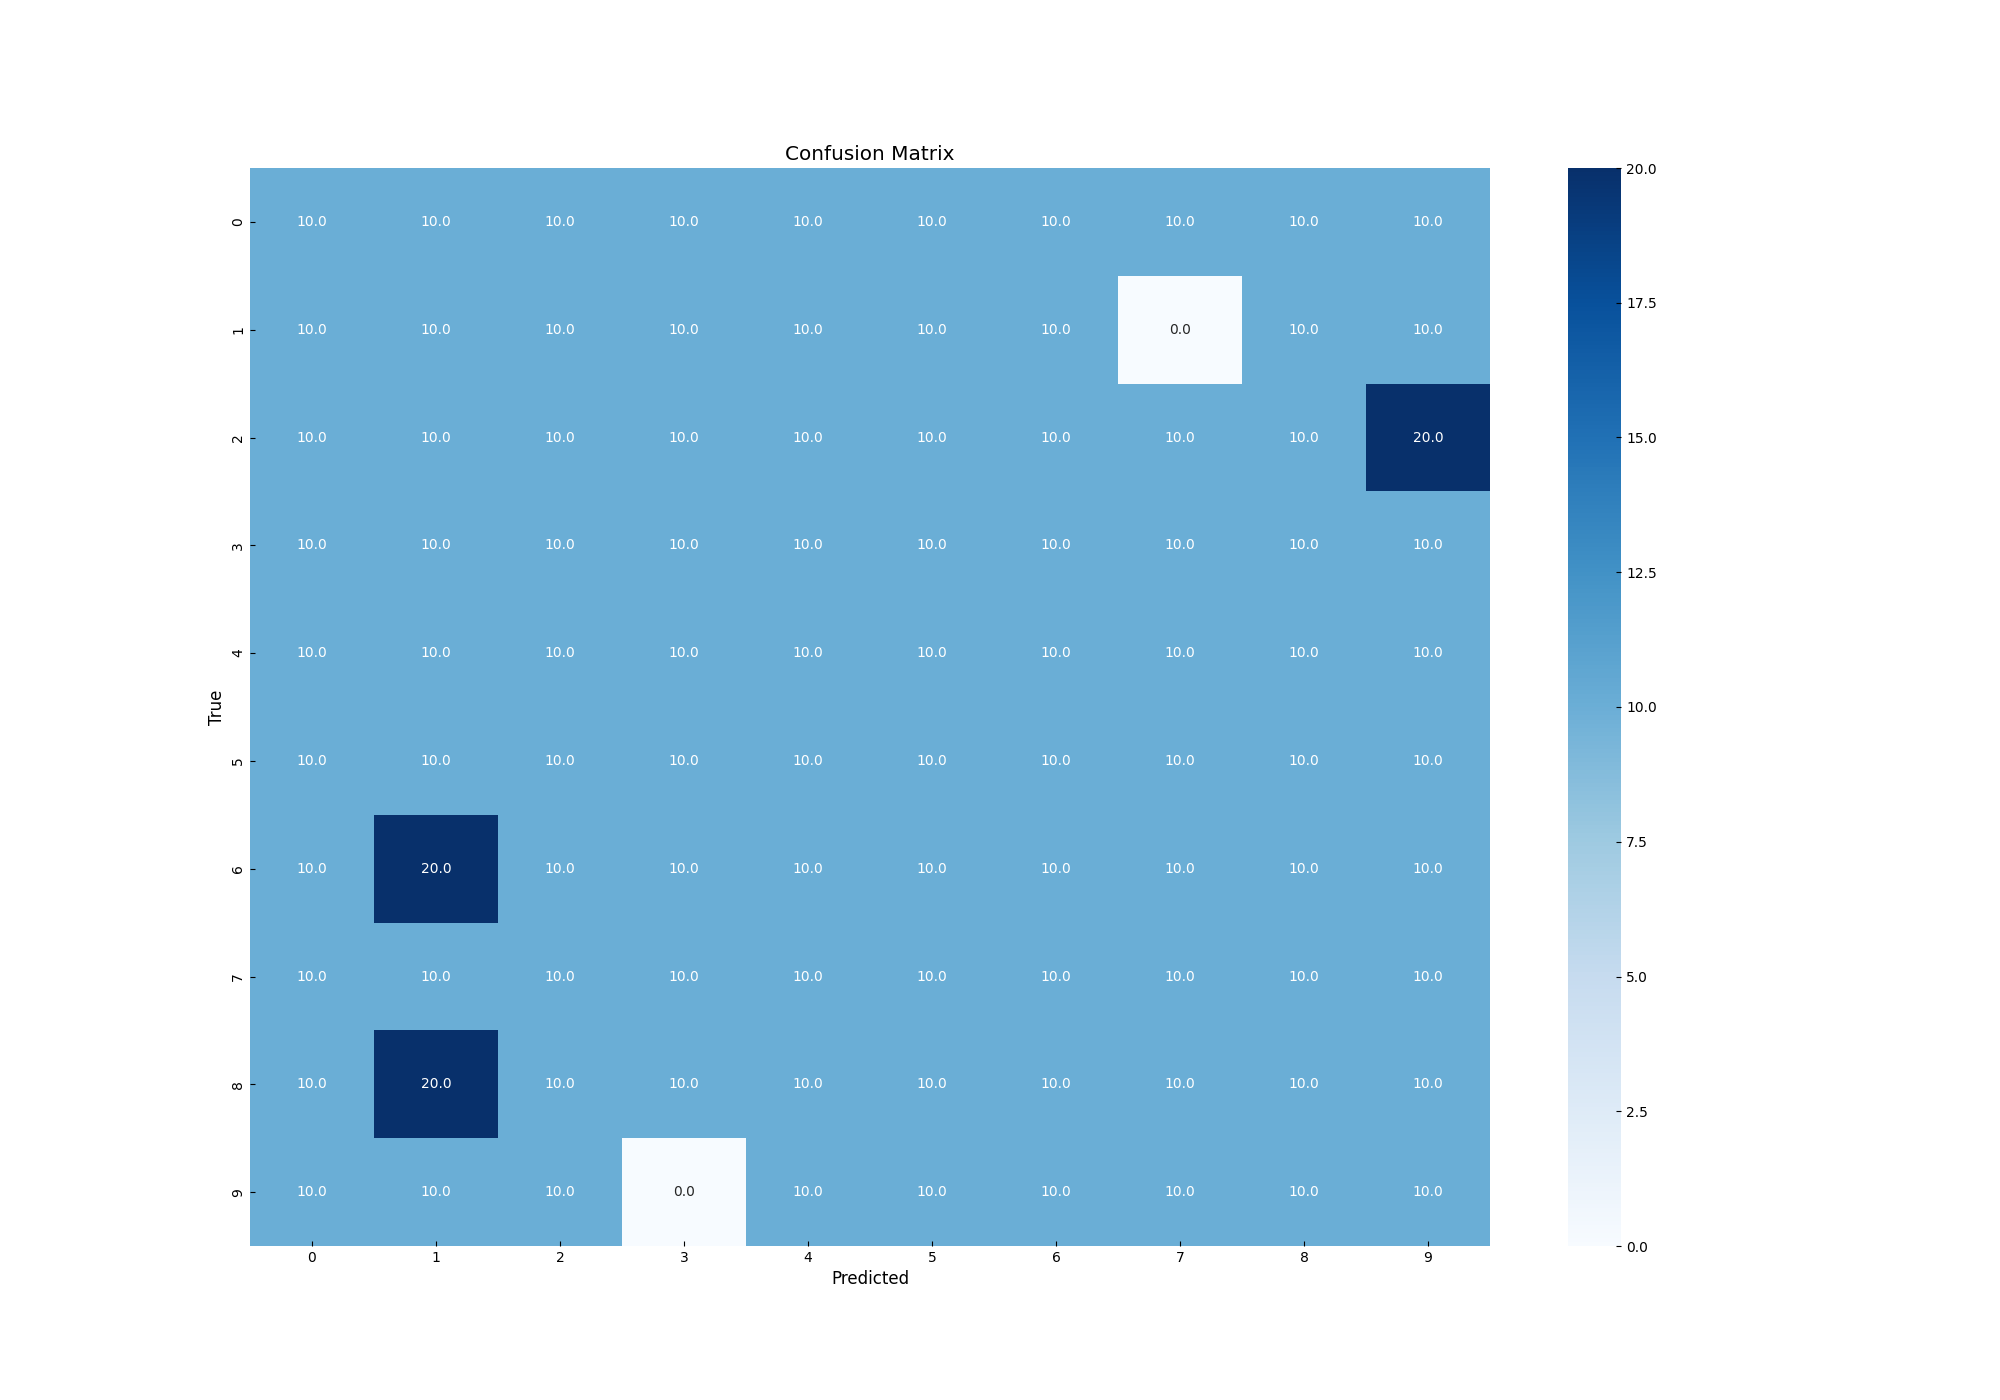 Confusion Matrix
0 10.0 10.0 10.0 10.0 10.0 10.0 10.0 10.0 10.0 10.0
1 10.0 10.0 10.0 10.0 10.0 10.0 10.0 0.0 10.0 10.0
2 10.0 10.0 10.0 10.0 10.0 10.0 10.0 10.0 10.0 20.0
3 10.0 10.0 10.0 10.0 10.0 10.0 10.0 10.0 10.0 10.0
4 10.0 10.0 10.0 10.0 10.0 10.0 10.0 10.0 10.0 10.0
True
5 10.0 10.0 10.0 10.0 10.0 10.0 10.0 10.0 10.0 10.0
6 10.0 20.0 10.0 10.0 10.0 10.0 10.0 10.0 10.0 10.0
7 10.0 10.0 10.0 10.0 10.0 10.0 10.0 10.0 10.0 10.0
8 10.0 20.0 10.0 10.0 10.0 10.0 10.0 10.0 10.0 10.0
9 10.0 10.0 10.0 0.0 10.0 10.0 10.0 10.0 10.0 10.0
0 1 2 3 4 5 6 7 8 9
Predicted
20.0
17.5
15.0
12.5
10.0
7.5
5.0
2.5
0.0